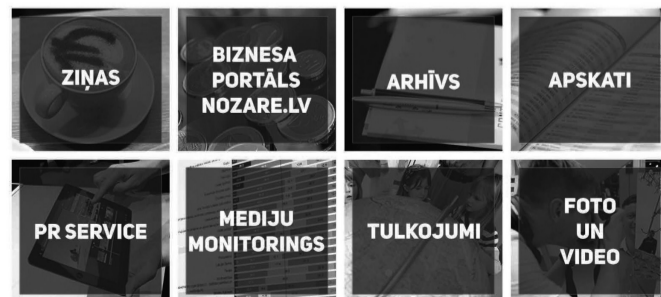 ZIŅAS
BIZNESA
PORTĀLS
NOZARE.LV
ARHĪVS
APSKATI
PR SERVICE
MEDIJU
MONITORINGS
TULKOJUMI
FOTO
UN
VIDEO